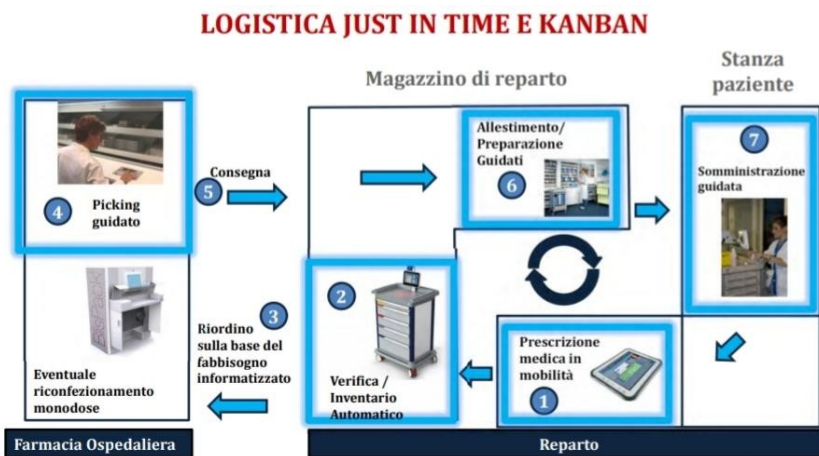 LOGISTICA JUST IN TIME E KANBAN
Magazzino di reparto
Stanza
paziente
4
Picking
guidato
5
Consegna
Allestimento/
Preparazione
Guidati
6
7
Somministrazione
guidata
Eventuale
riconfezionamento
monodose
3
Riordino
sulla base del
fabbisogno
informatizzato
2
Verifica /
Inventario
Automatico
Prescrizione
medica in
mobilità
1
Farmacia Ospedaliera
Reparto